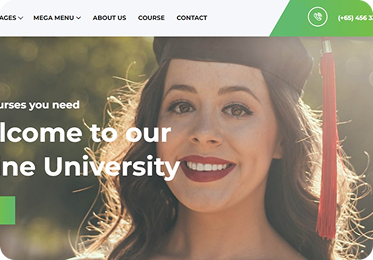 AGES MEGA MENU ABOUT US COURSE CONTACT (+65) 456 3
urses you need
lcome to our
ne University